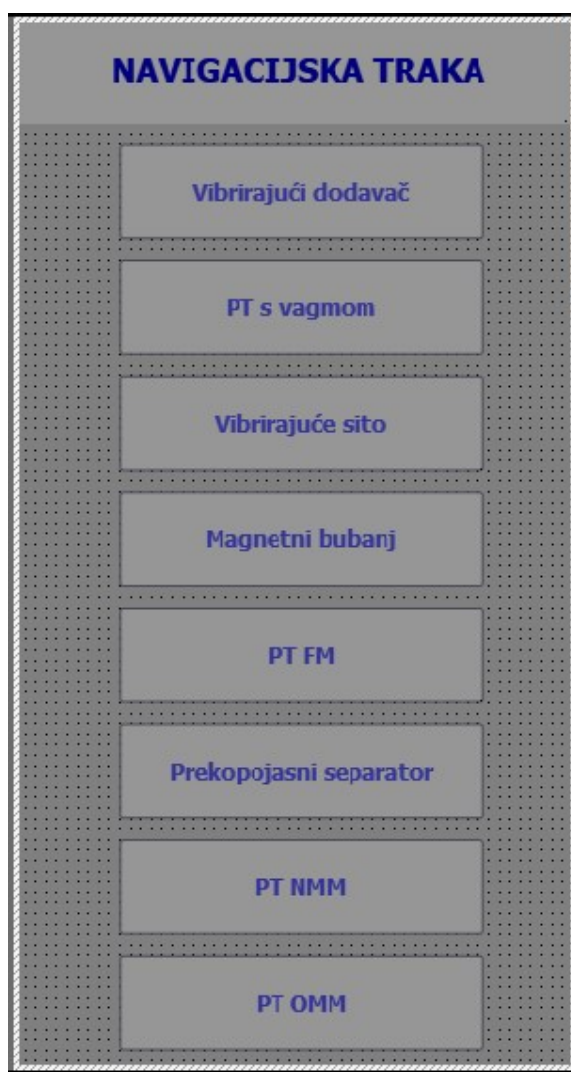 NAVIGACIJSKA TRAKA
Vibrirajući dodavač
PT s vagmom
Vibrirajuće sito
Magnetni bubanj
PT FM
Prekopojasni separator
PT NMM
PT OMM